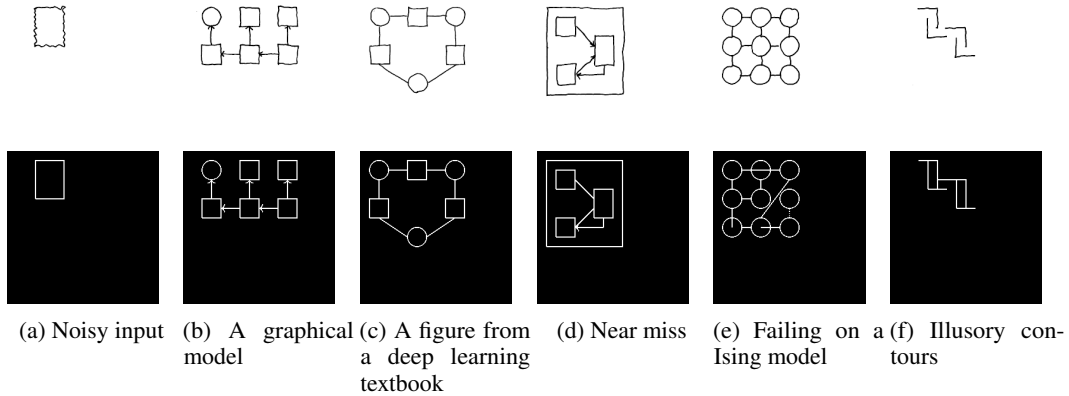 (a) Noisy input
(b) A graphical model
(c) A figure from a deep learning textbook
(d) Near miss
(e) Failing on a Ising model
(f) Illusory con-
tours